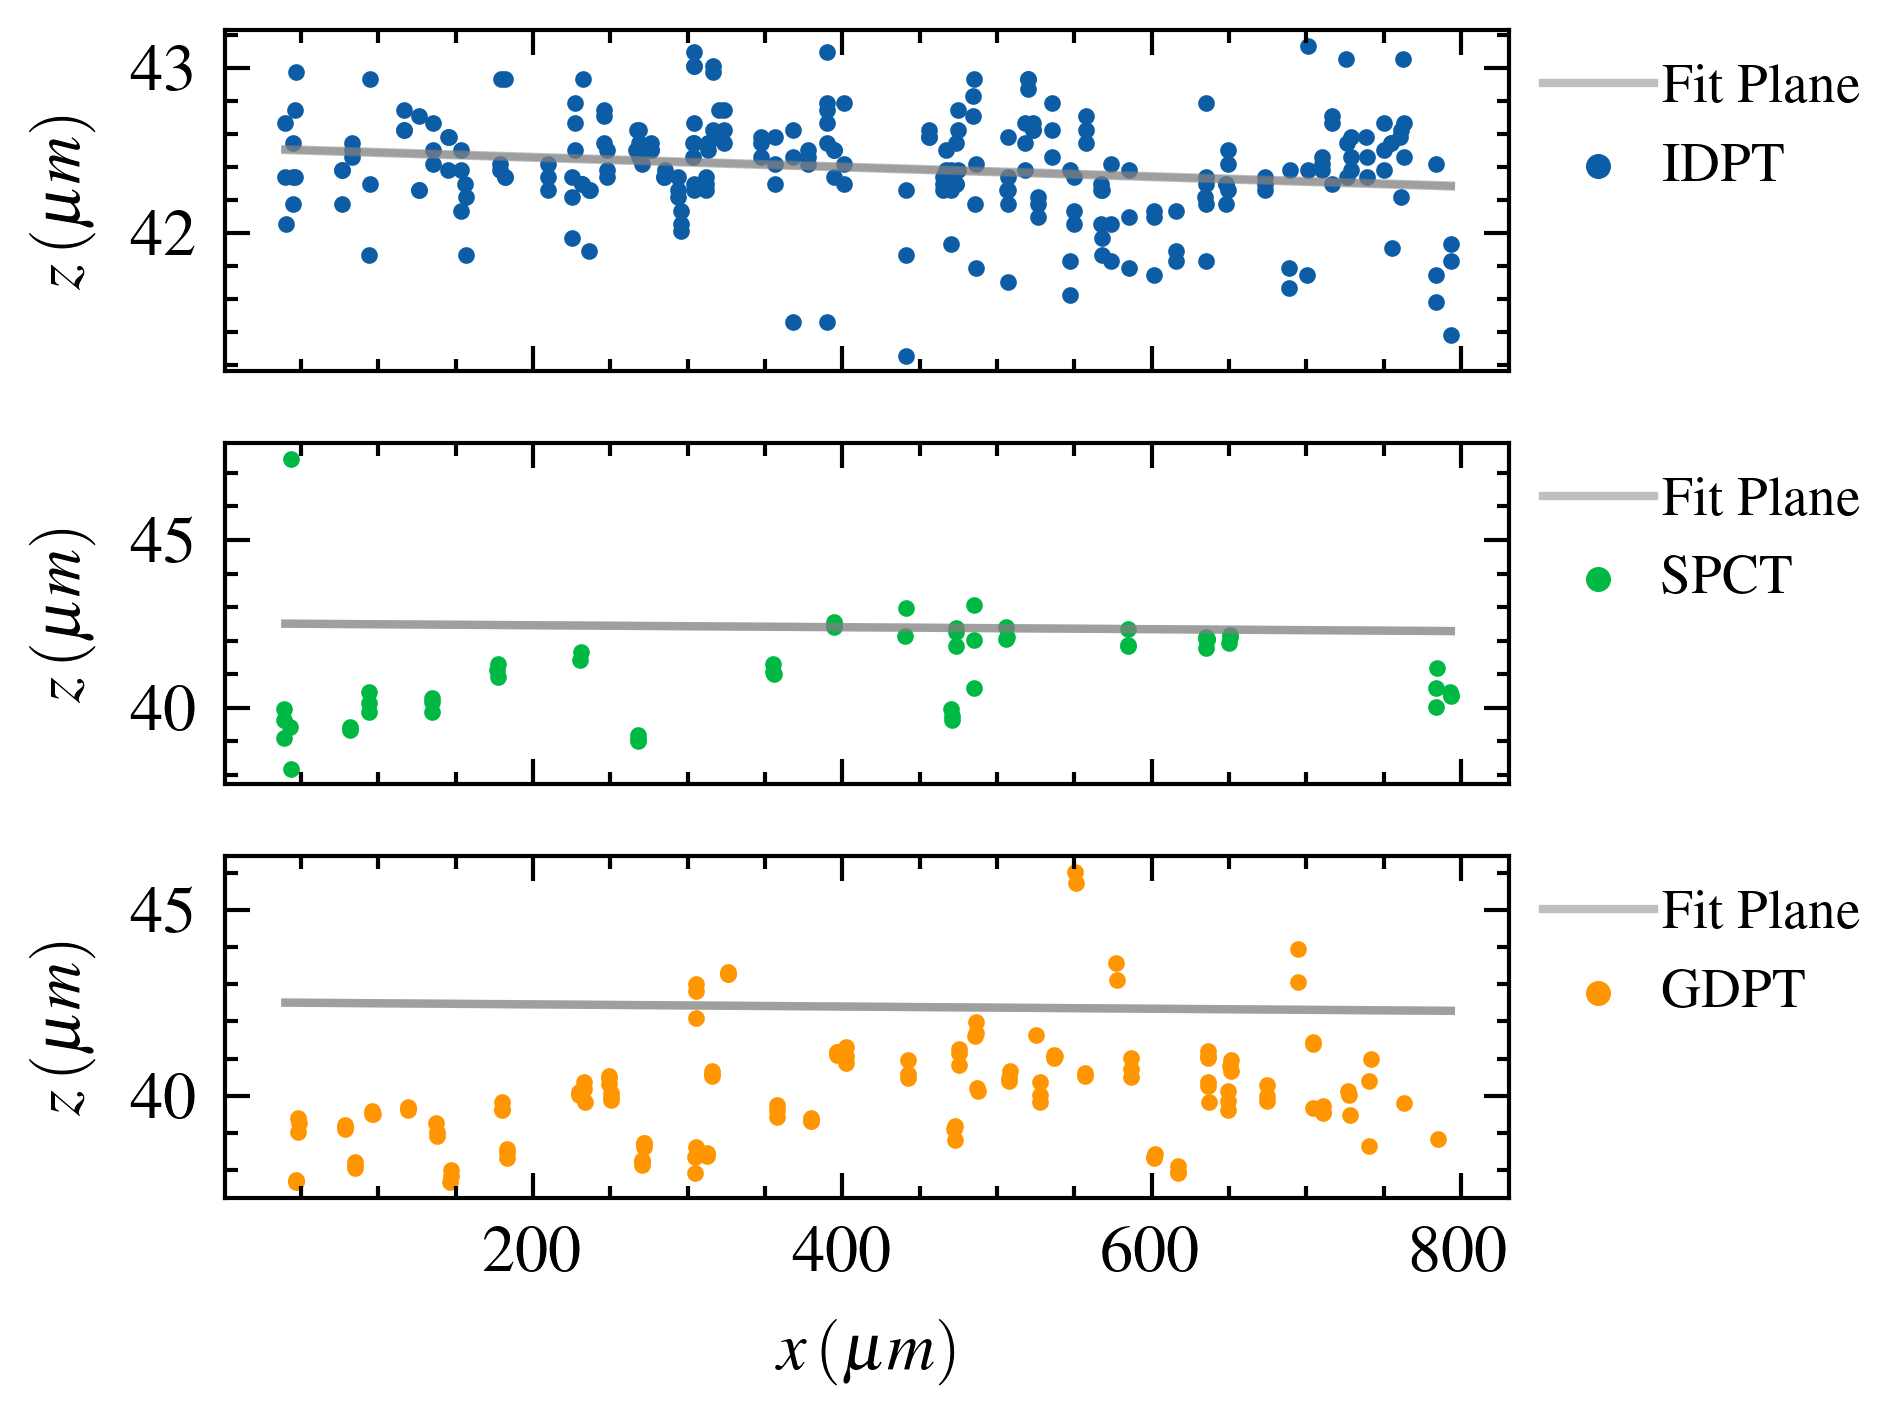 43
42
z (μm)
Fit Plane
IDPT
45
40
z (μm)
Fit Plane
SPCT
45
40
z (μm)
Fit Plane
GDPT
200 400 600 800
x (μm)